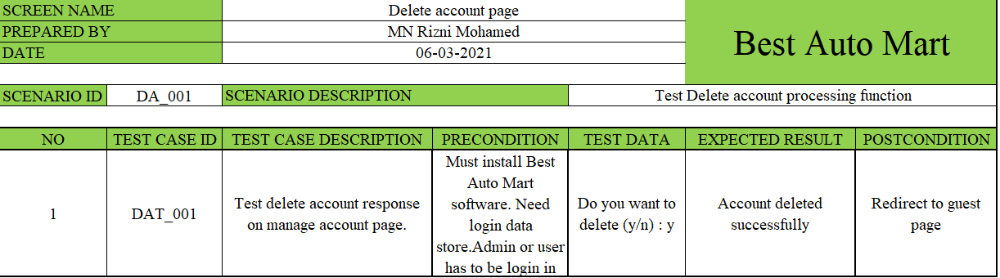 SCREEN NAME Delete account page
PREPARED BY MN Rizni Mohamed
DATE 06-03-2021
Best Auto Mart
SCENARIO ID DA_001 SCENARIO DESCRIPTION Test Delete account processing function
NO TEST CASE ID TEST CASE DESCRIPTION PRECONDITION TEST DATA EXPECTED RESULT POSTCONDITION
1
DAT_001
Test delete account response
on manage account page.
Must install Best
Auto Mart
software. Need
login data
store.Admin or user
has to be login in
Do you want to
delete (y/n) : y
Account deleted
successfully
Redirect to guest
page